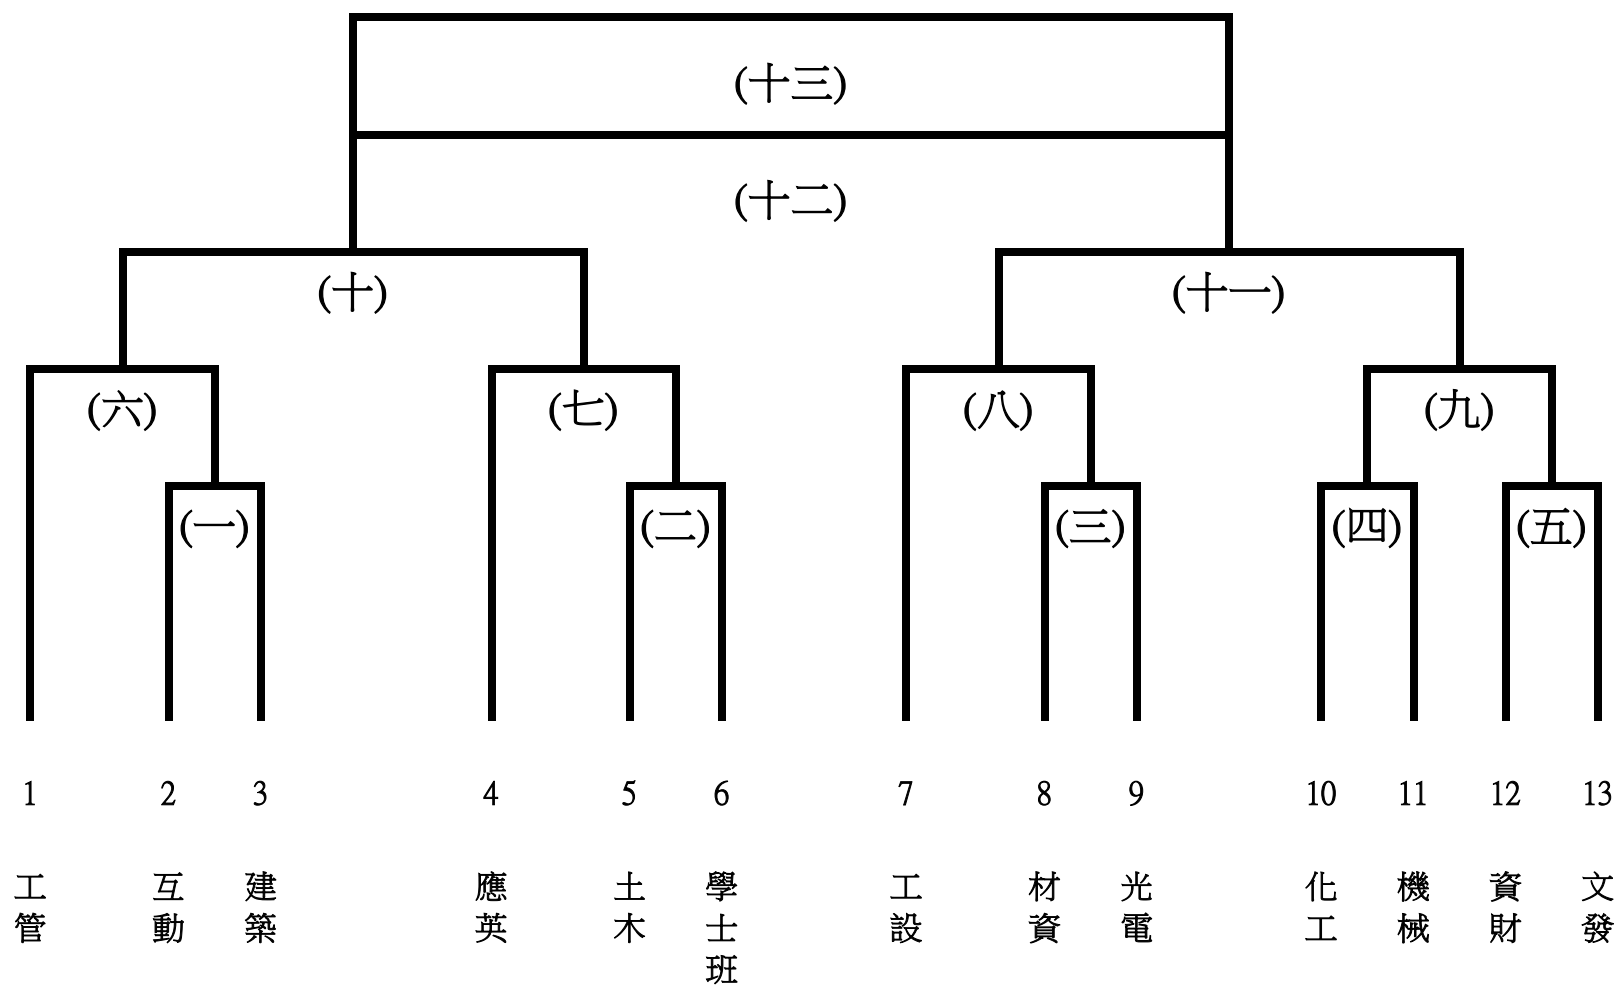 (十三)
(十二)
(十) (十一)
(六) (七) (八) (九)
(一) (二) (三) (四) (五)
1 2 3 4 5 6 7 8 9 10 11 12 13
工管
互動
建築
應英
土木
學士班
工設
材資
光電
化工
機械
資財
文發